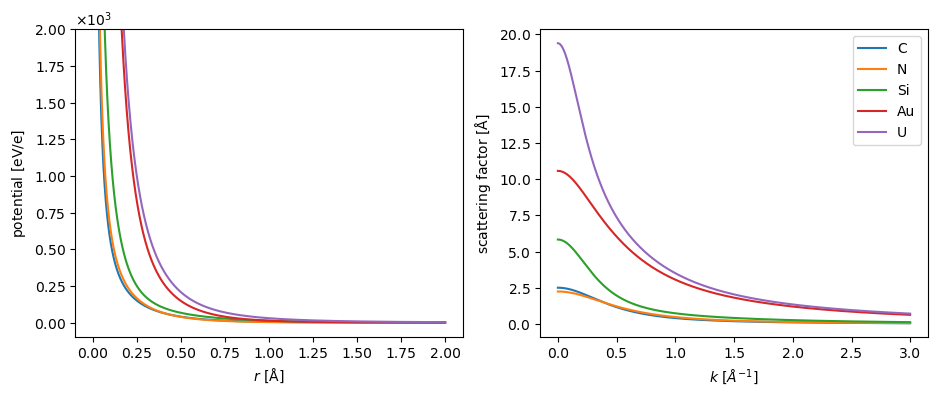 ×10³
2.00
1.75
1.50
1.25
1.00
0.75
0.50
0.25
0.00
potential [eV/e]
0.00 0.25 0.50 0.75 1.00 1.25 1.50 1.75 2.00
r [Å]
20.0
17.5
15.0
12.5
10.0
7.5
5.0
2.5
0.0
scattering factor [Å]
0.0 0.5 1.0 1.5 2.0 2.5 3.0
k [Å⁻¹]
C
N
Si
Au
U